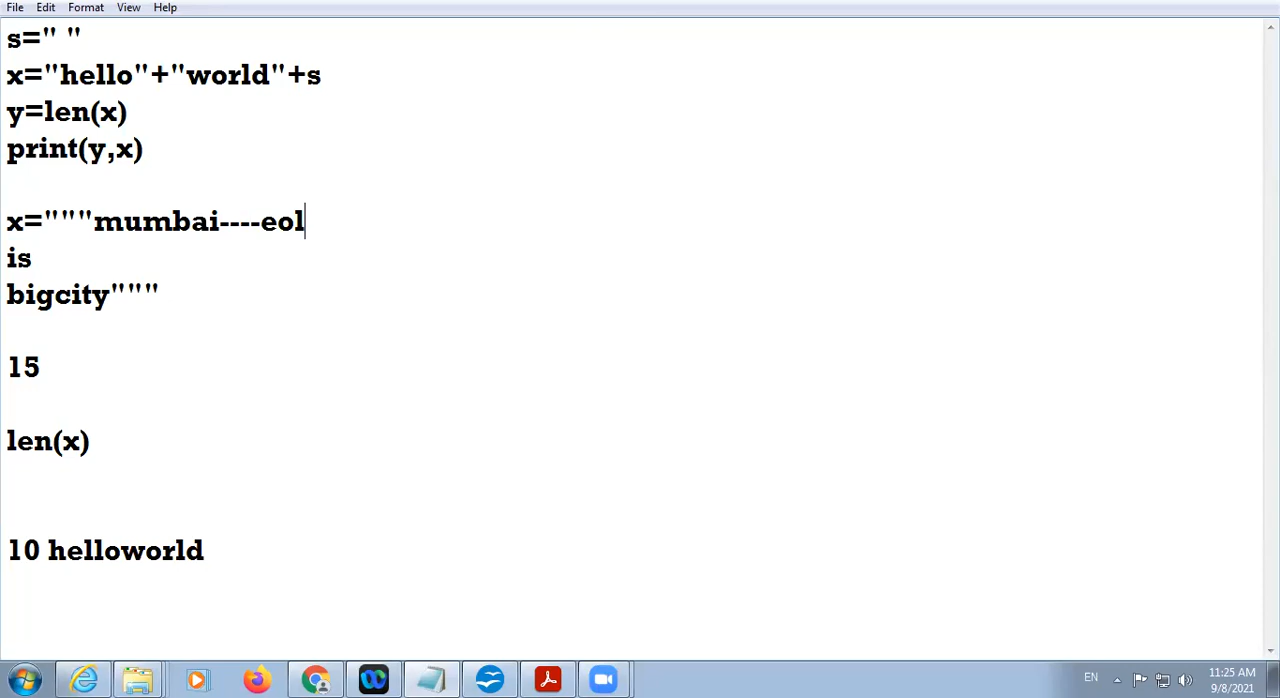 File Edit Format View Help
s=" "
x="hello"+"world"+s
y=len(x)
print(y,x)
x="""mumbai----eol
is
bigcity"""
15
len(x)
10 helloworld
EN
11:25 AM
9/8/2021